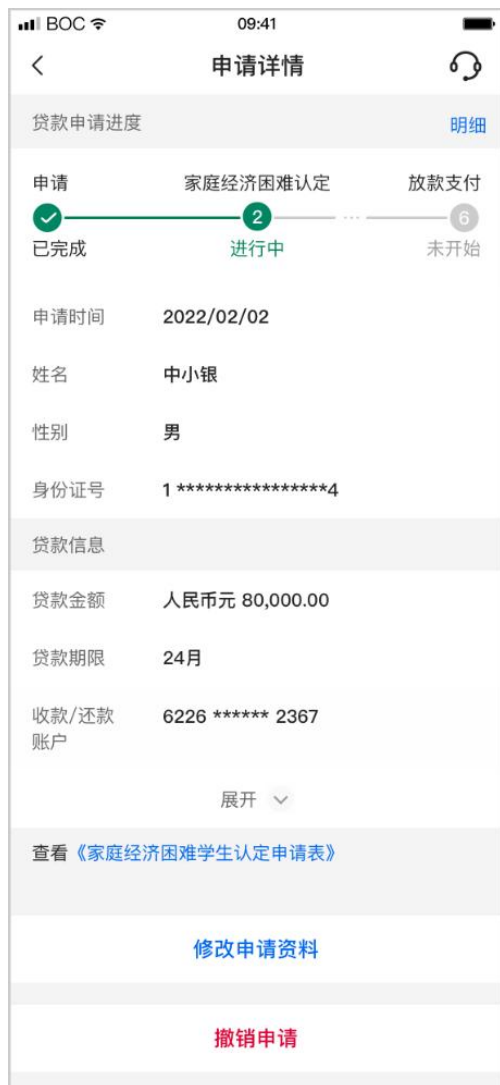 BOC 09:41
申请详情
贷款申请进度 明细
申请 家庭经济困难认定 放款支付
2 ... 6
已完成 进行中 未开始
申请时间 2022/02/02
姓名 中小银
性别 男
身份证号 1 ****************4
贷款信息
贷款金额 人民币元 80,000.00
贷款期限 24月
收款/还款 6226 ****** 2367
账户
展开
查看《家庭经济困难学生认定申请表》
修改申请资料
撤销申请